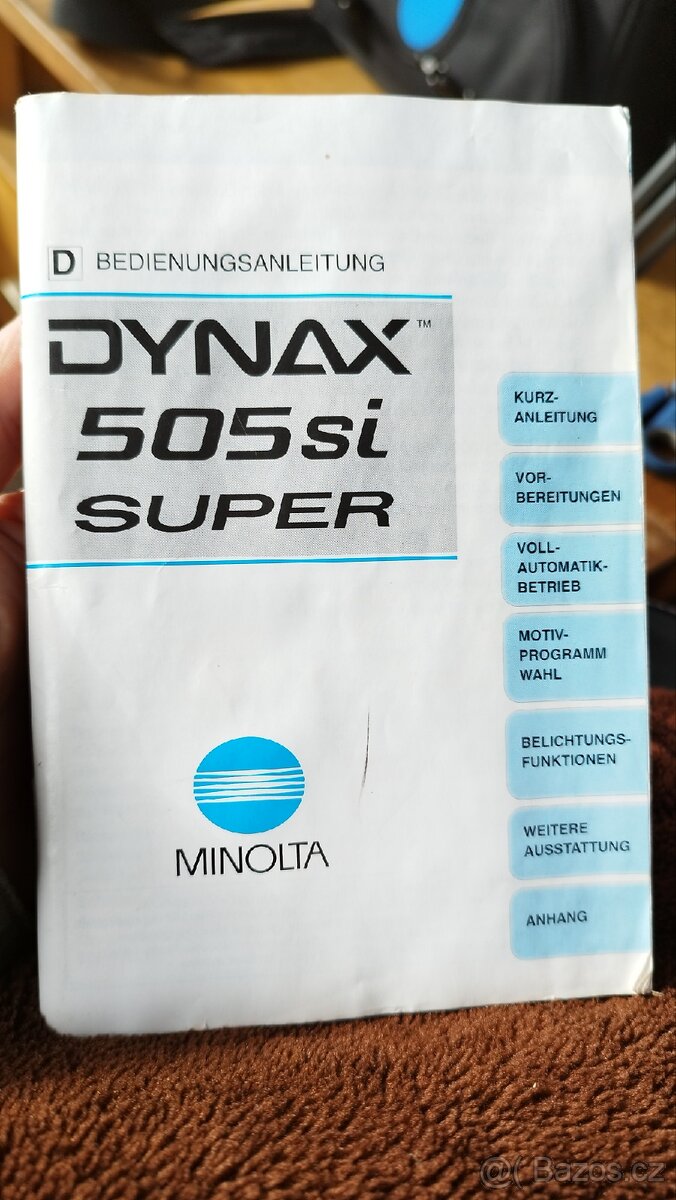 D BEDIENUNGSANLEITUNG
DYNAX™
505si
SUPER
KURZ-
ANLEITUNG
VOR-
BEREITUNGEN
VOLL-
AUTOMATIK-
BETRIEB
MOTIV-
PROGRAMM
WAHL
BELICHTUNGS-
FUNKTIONEN
WEITERE
AUSSTATTUNG
ANHANG
MINOLTA
@( Bazos.cz